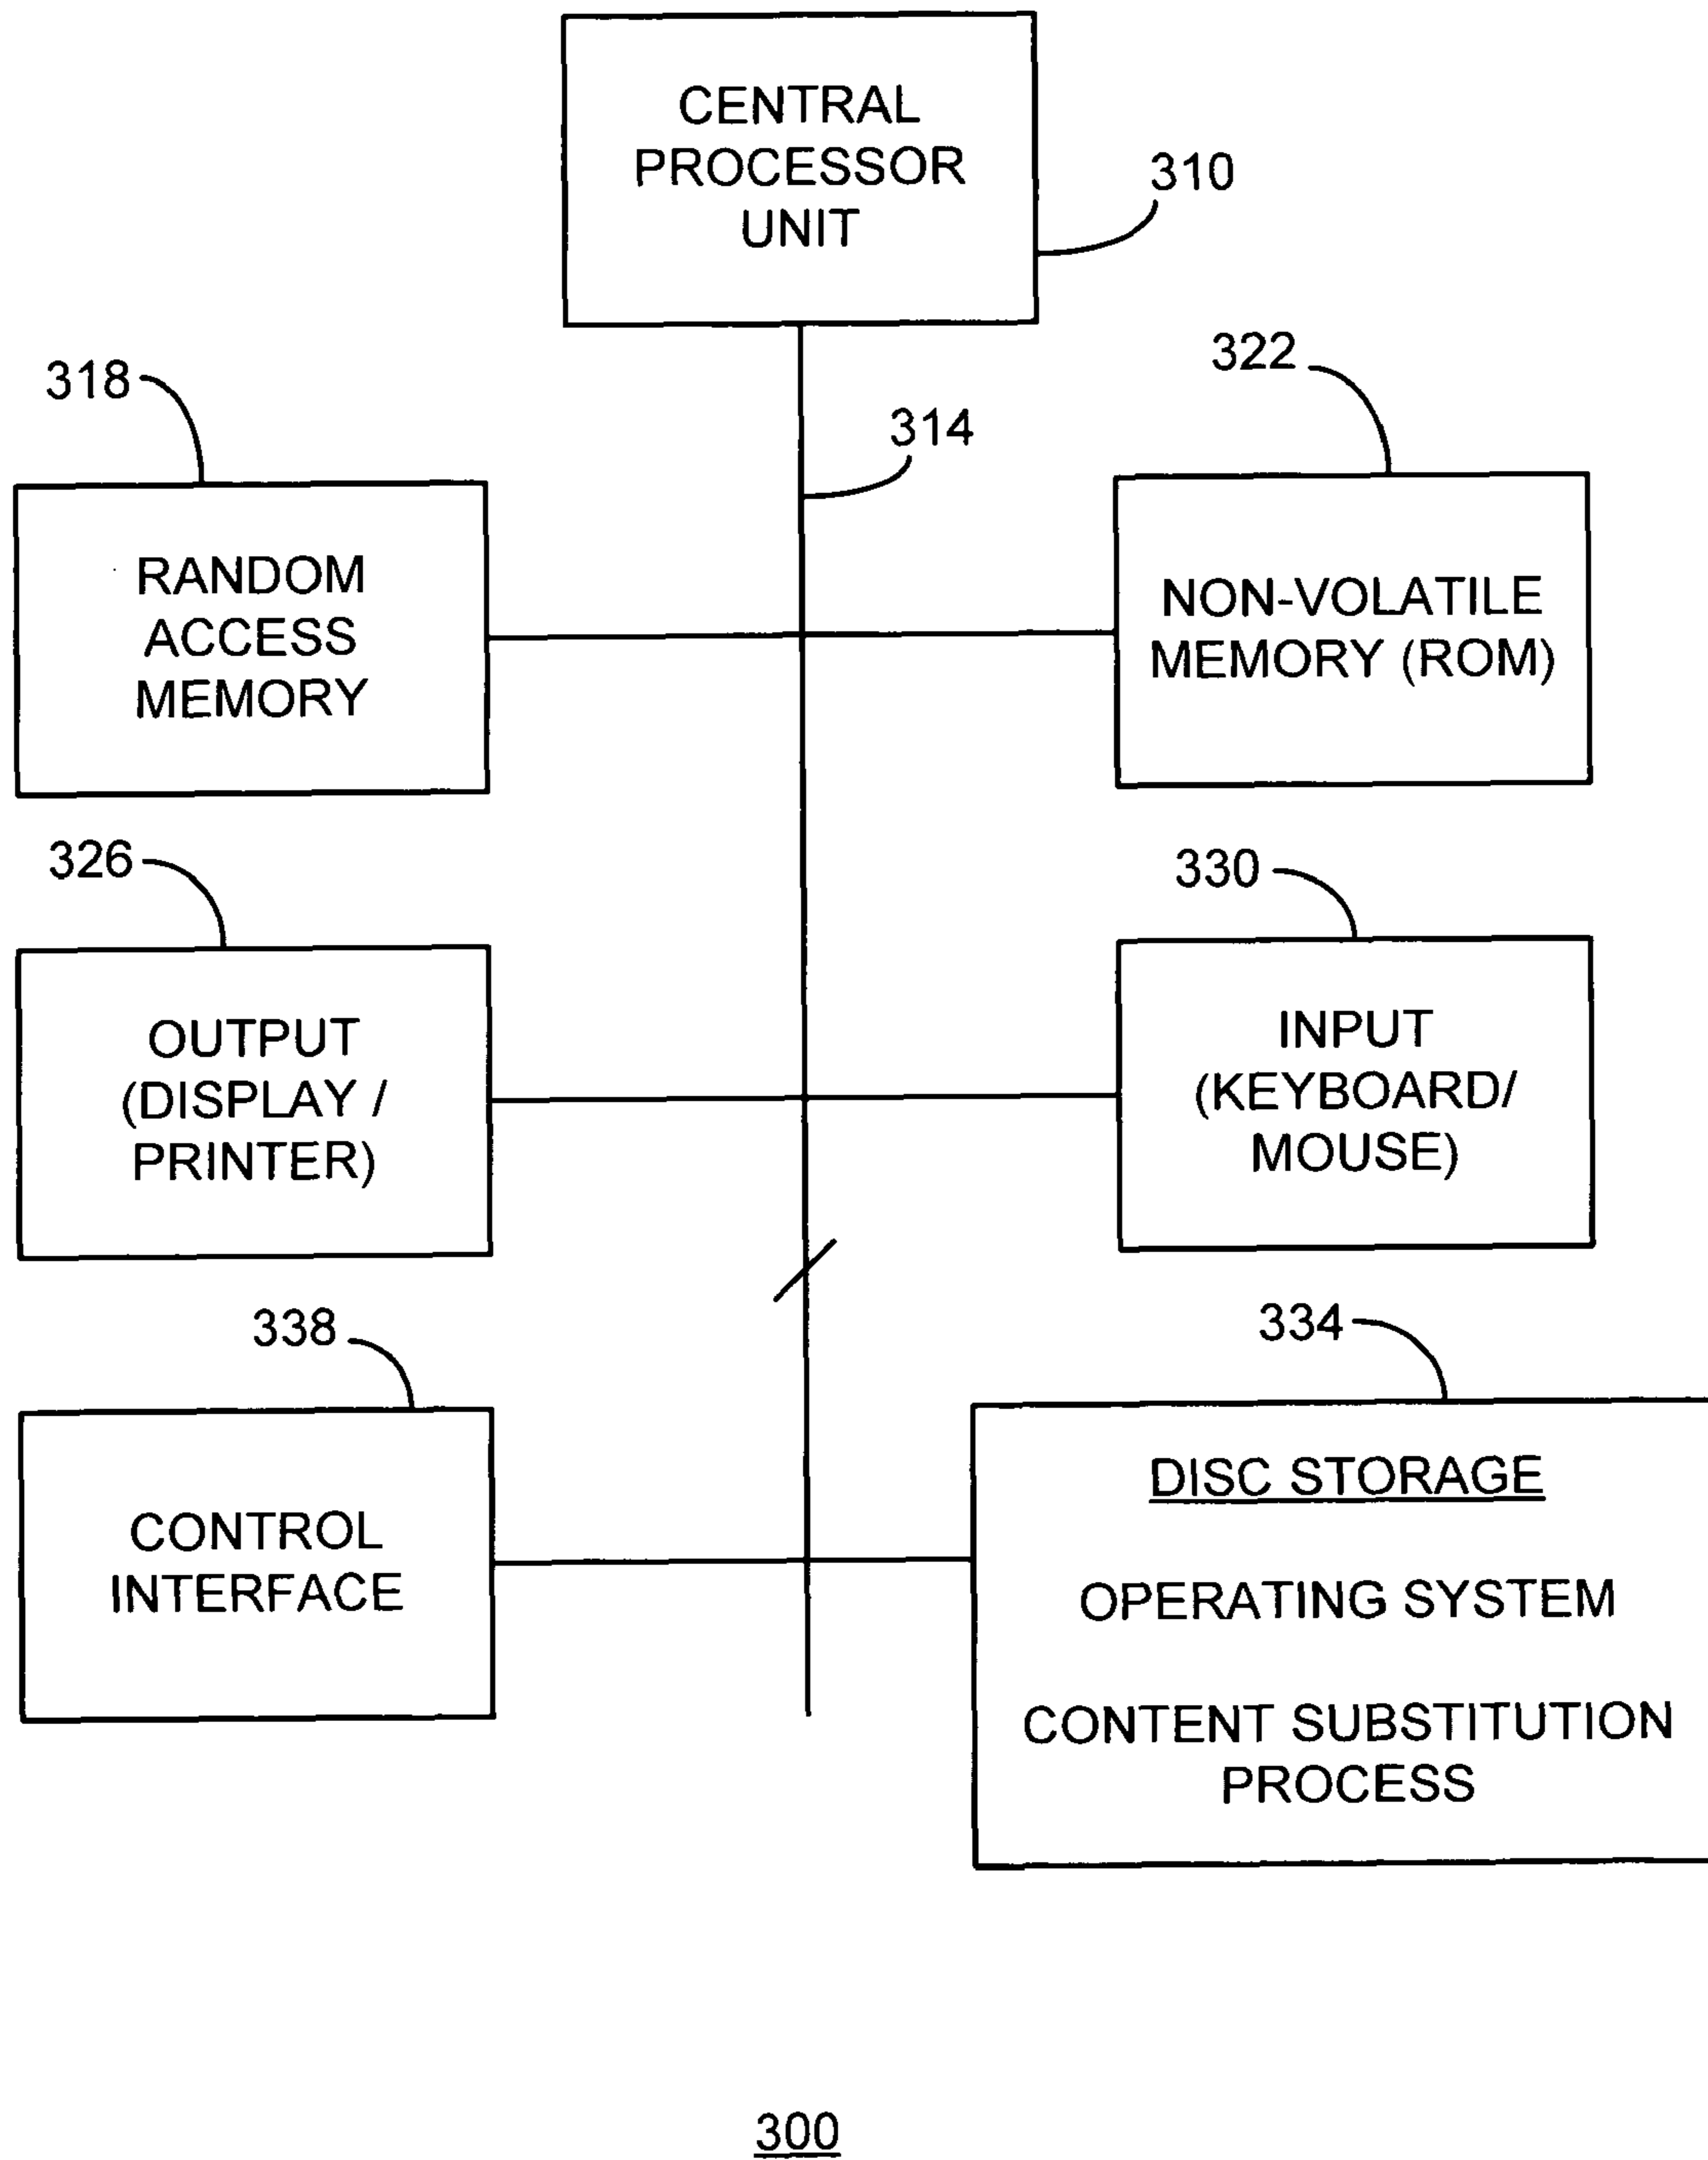 CENTRAL
PROCESSOR
UNIT
310
318
322
314
RANDOM
ACCESS
MEMORY
NON-VOLATILE
MEMORY (ROM)
326
330
OUTPUT
(DISPLAY /
PRINTER)
INPUT
(KEYBOARD/
MOUSE)
338
334
CONTROL
INTERFACE
DISC STORAGE
OPERATING SYSTEM
CONTENT SUBSTITUTION
PROCESS
300